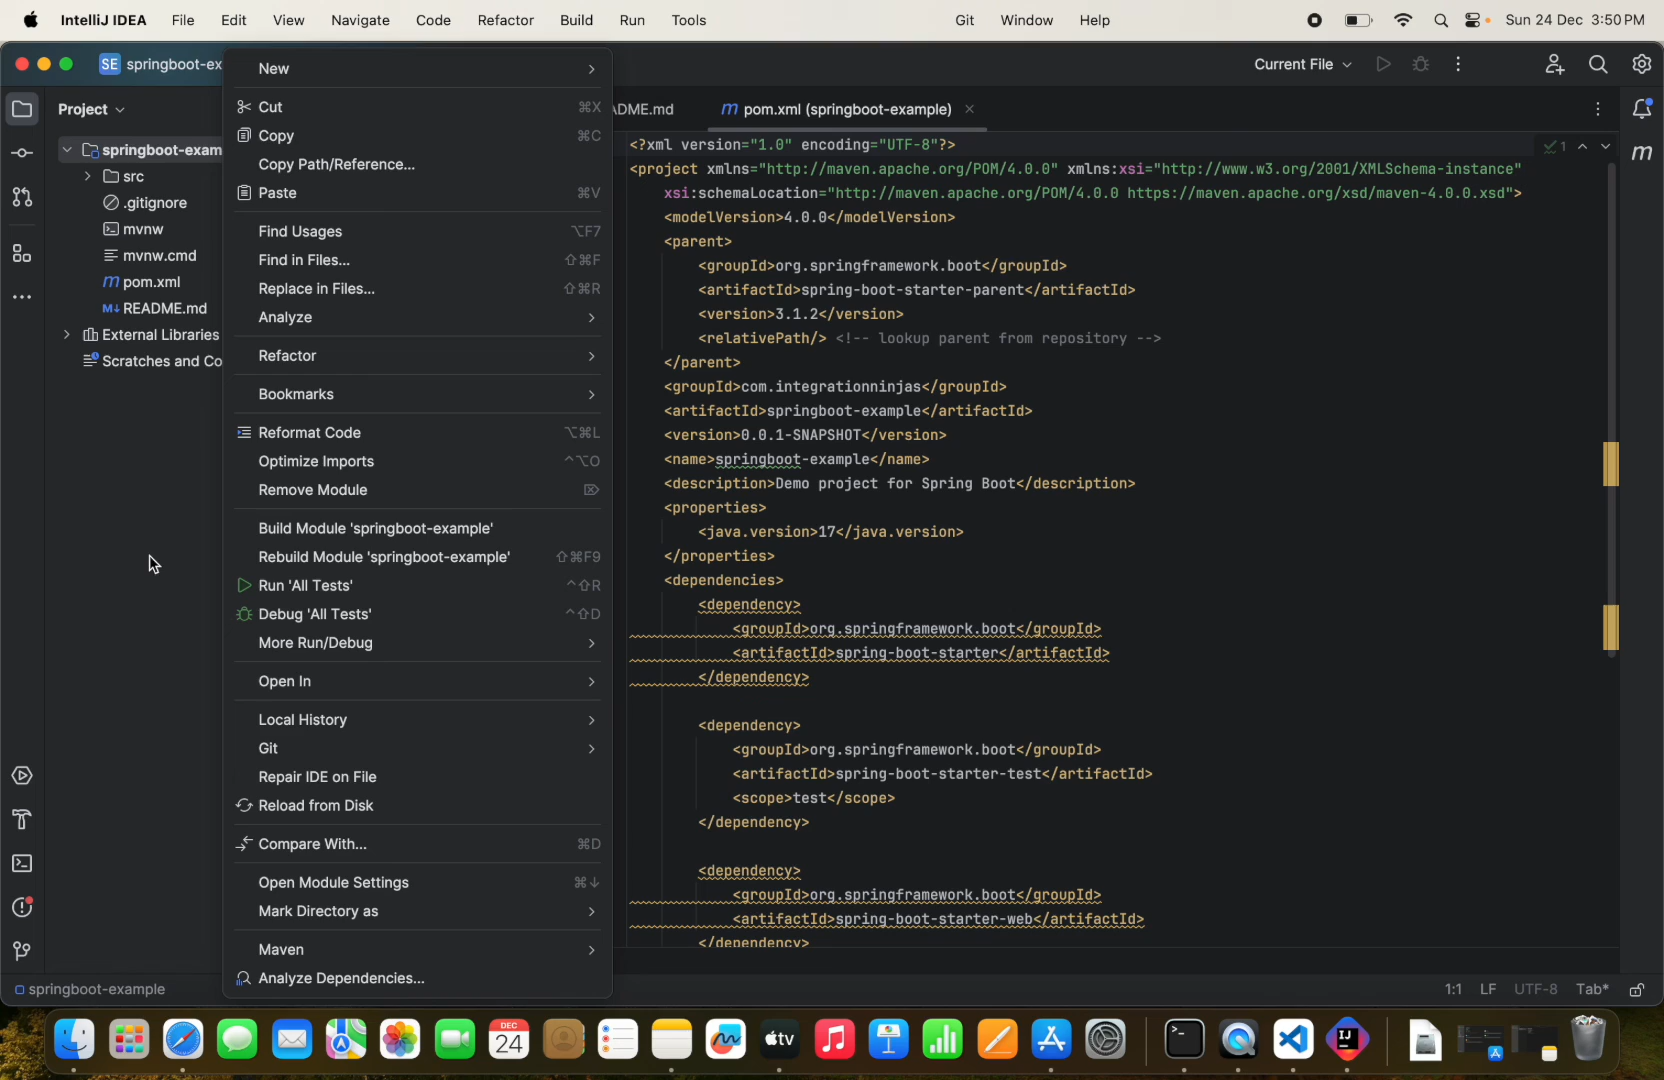 IntelliJ IDEA File Edit View Navigate Code Refactor Build Run Tools Git Window Help Sun 24 Dec 3:50 PM
SE springboot-ex Current File
Project
springboot-exam
src
.gitignore
mvnw
mvnw.cmd
m pom.xml
M↓ README.md
External Libraries
Scratches and Co
New
Cut ⌘X
Copy ⌘C
Copy Path/Reference...
Paste ⌘V
Find Usages ⌥F7
Find in Files... ⇧⌘F
Replace in Files... ⇧⌘R
Analyze
Refactor
Bookmarks
Reformat Code ⌥⌘L
Optimize Imports ^⌥O
Remove Module ⌦
Build Module 'springboot-example'
Rebuild Module 'springboot-example' ⇧⌘F9
Run 'All Tests' ^⇧R
Debug 'All Tests' ^⇧D
More Run/Debug
Open In
Local History
Git
Repair IDE on File
Reload from Disk
Compare With... ⌘D
Open Module Settings ⌘↓
Mark Directory as
Maven
Analyze Dependencies...
DME.md m pom.xml (springboot-example)
<?xml version="1.0" encoding="UTF-8"?> 1
<project xmlns="http://maven.apache.org/POM/4.0.0" xmlns:xsi="http://www.w3.org/2001/XMLSchema-instance"
xsi:schemaLocation="http://maven.apache.org/POM/4.0.0 https://maven.apache.org/xsd/maven-4.0.0.xsd">
<modelVersion>4.0.0</modelVersion>
<parent>
<groupId>org.springframework.boot</groupId>
<artifactId>spring-boot-starter-parent</artifactId>
<version>3.1.2</version>
<relativePath/> <!-- lookup parent from repository -->
</parent>
<groupId>com.integrationninjas</groupId>
<artifactId>springboot-example</artifactId>
<version>0.0.1-SNAPSHOT</version>
<name>springboot-example</name>
<description>Demo project for Spring Boot</description>
<properties>
<java.version>17</java.version>
</properties>
<dependencies>
<dependency>
<groupId>org.springframework.boot</groupId>
<artifactId>spring-boot-starter</artifactId>
</dependency>
<dependency>
<groupId>org.springframework.boot</groupId>
<artifactId>spring-boot-starter-test</artifactId>
<scope>test</scope>
</dependency>
<dependency>
<groupId>org.springframework.boot</groupId>
<artifactId>spring-boot-starter-web</artifactId>
</dependency>
m
springboot-example 1:1 LF UTF-8 Tab*
DEC
24
tv
IJ